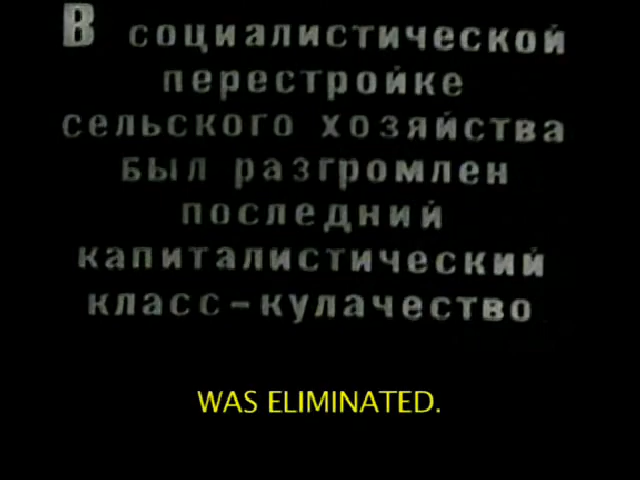 В социалистической
перестройке
сельского хозяйства
был разгромлен
последний
капиталистический
класс – кулачество
WAS ELIMINATED.